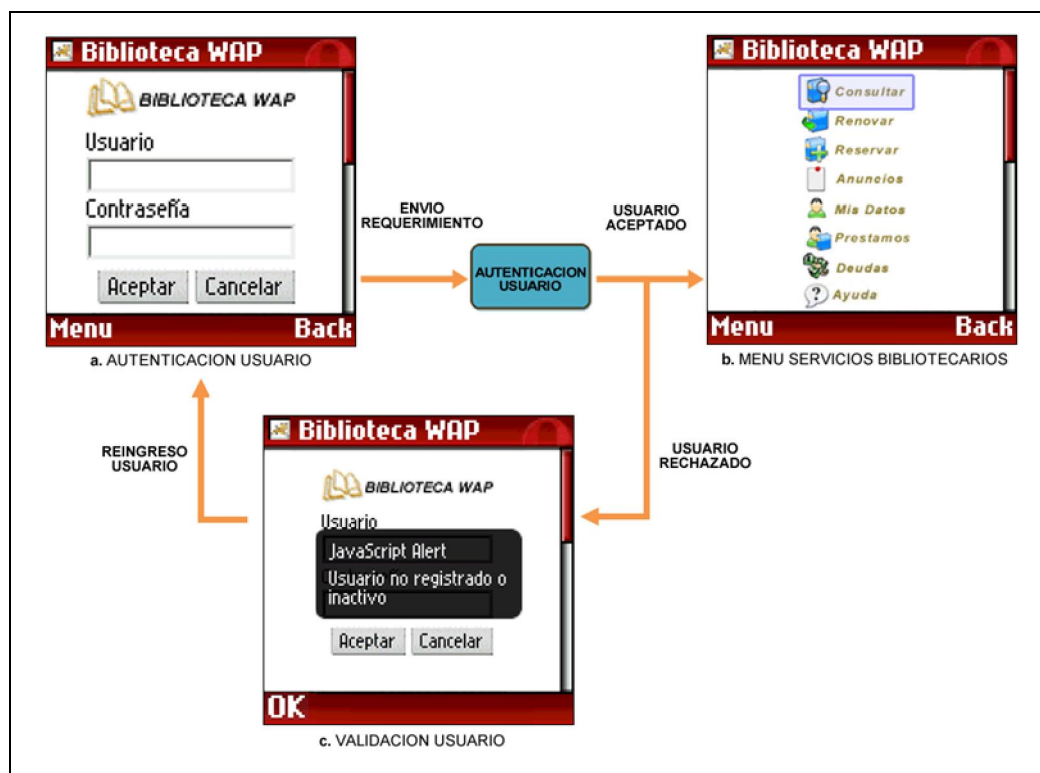 Biblioteca WAP
BIBLIOTECA WAP
Usuario
Contraseña
Aceptar Cancelar
Menu Back
a. AUTENTICACION USUARIO
ENVIO
REQUERIMIENTO
AUTENTICACION
USUARIO
USUARIO
ACEPTADO
Biblioteca WAP
Consultar
Renovar
Reservar
Anuncios
Mis Datos
Prestamos
Deudas
Ayuda
Menu Back
b. MENU SERVICIOS BIBLIOTECARIOS
USUARIO
RECHAZADO
Biblioteca WAP
BIBLIOTECA WAP
Usuario
JavaScript Alert
Usuario no registrado o
inactivo
Aceptar Cancelar
OK
c. VALIDACION USUARIO
REINGRESO
USUARIO